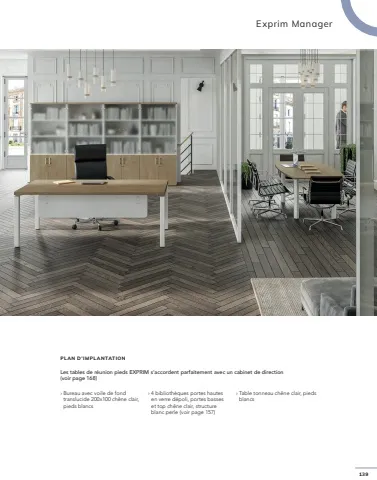 Exprim Manager
PLAN D'IMPLANTATION
Les tables de réunion pieds EXPRIM s'accordent parfaitement avec un cabinet de direction
(voir page 168)
› Bureau avec voile de fond
translucide 200x100 chêne clair,
pieds blancs
› 4 bibliothèques portes hautes
en verre dépoli, portes basses
et top chêne clair, structure
blanc perle (voir page 157)
› Table tonneau chêne clair, pieds
blancs
139